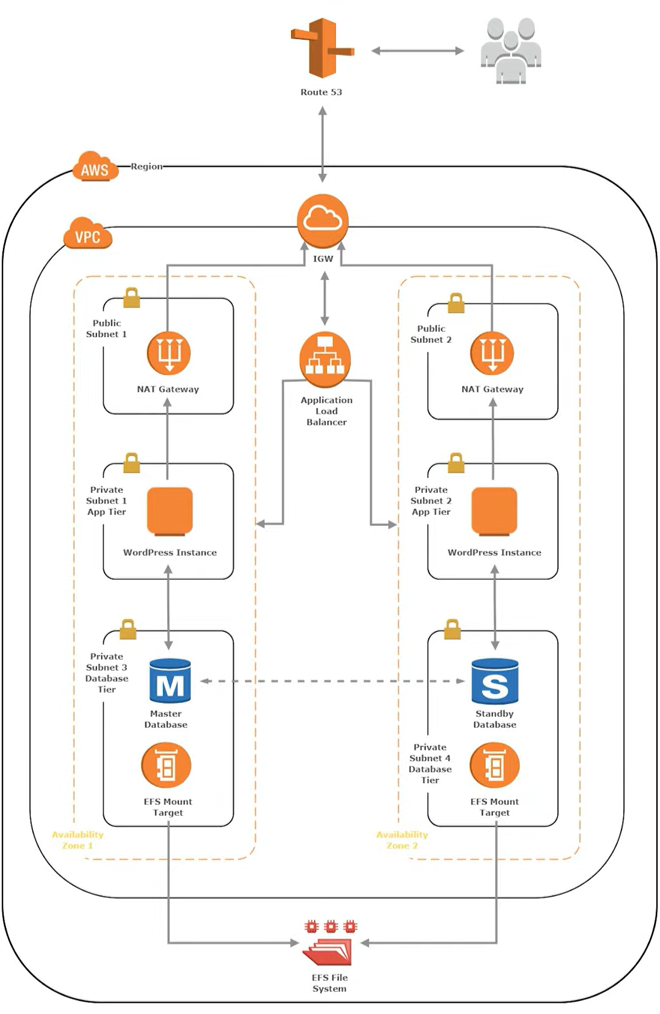 Route 53
AWS
Region
VPC
IGW
Public
Subnet 1
NAT Gateway
Application
Load
Balancer
Public
Subnet 2
NAT Gateway
Private
Subnet 1
App Tier
WordPress Instance
Private
Subnet 2
App Tier
WordPress Instance
Private
Subnet 3
Database
Tier
M
Master
Database
EFS Mount
Target
S
Standby
Database
Private
Subnet 4
Database
Tier
EFS Mount
Target
Availability
Zone 1
Availability
Zone 2
EFS File
System